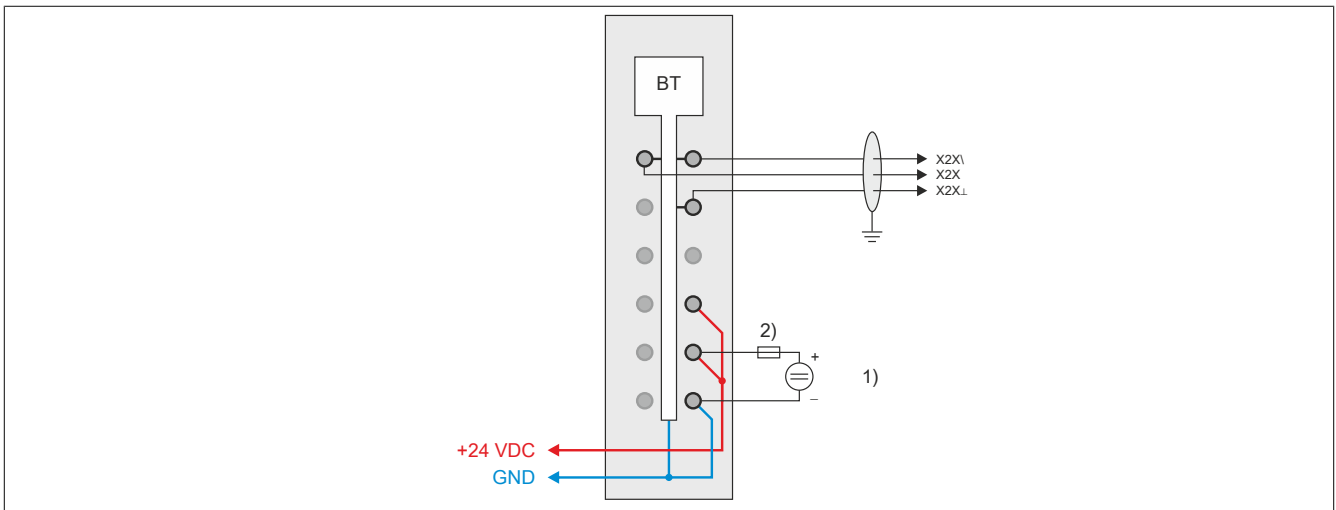 BT
X2X\
X2X
X2X⊥
2)
+
1)
–
+24 VDC
GND